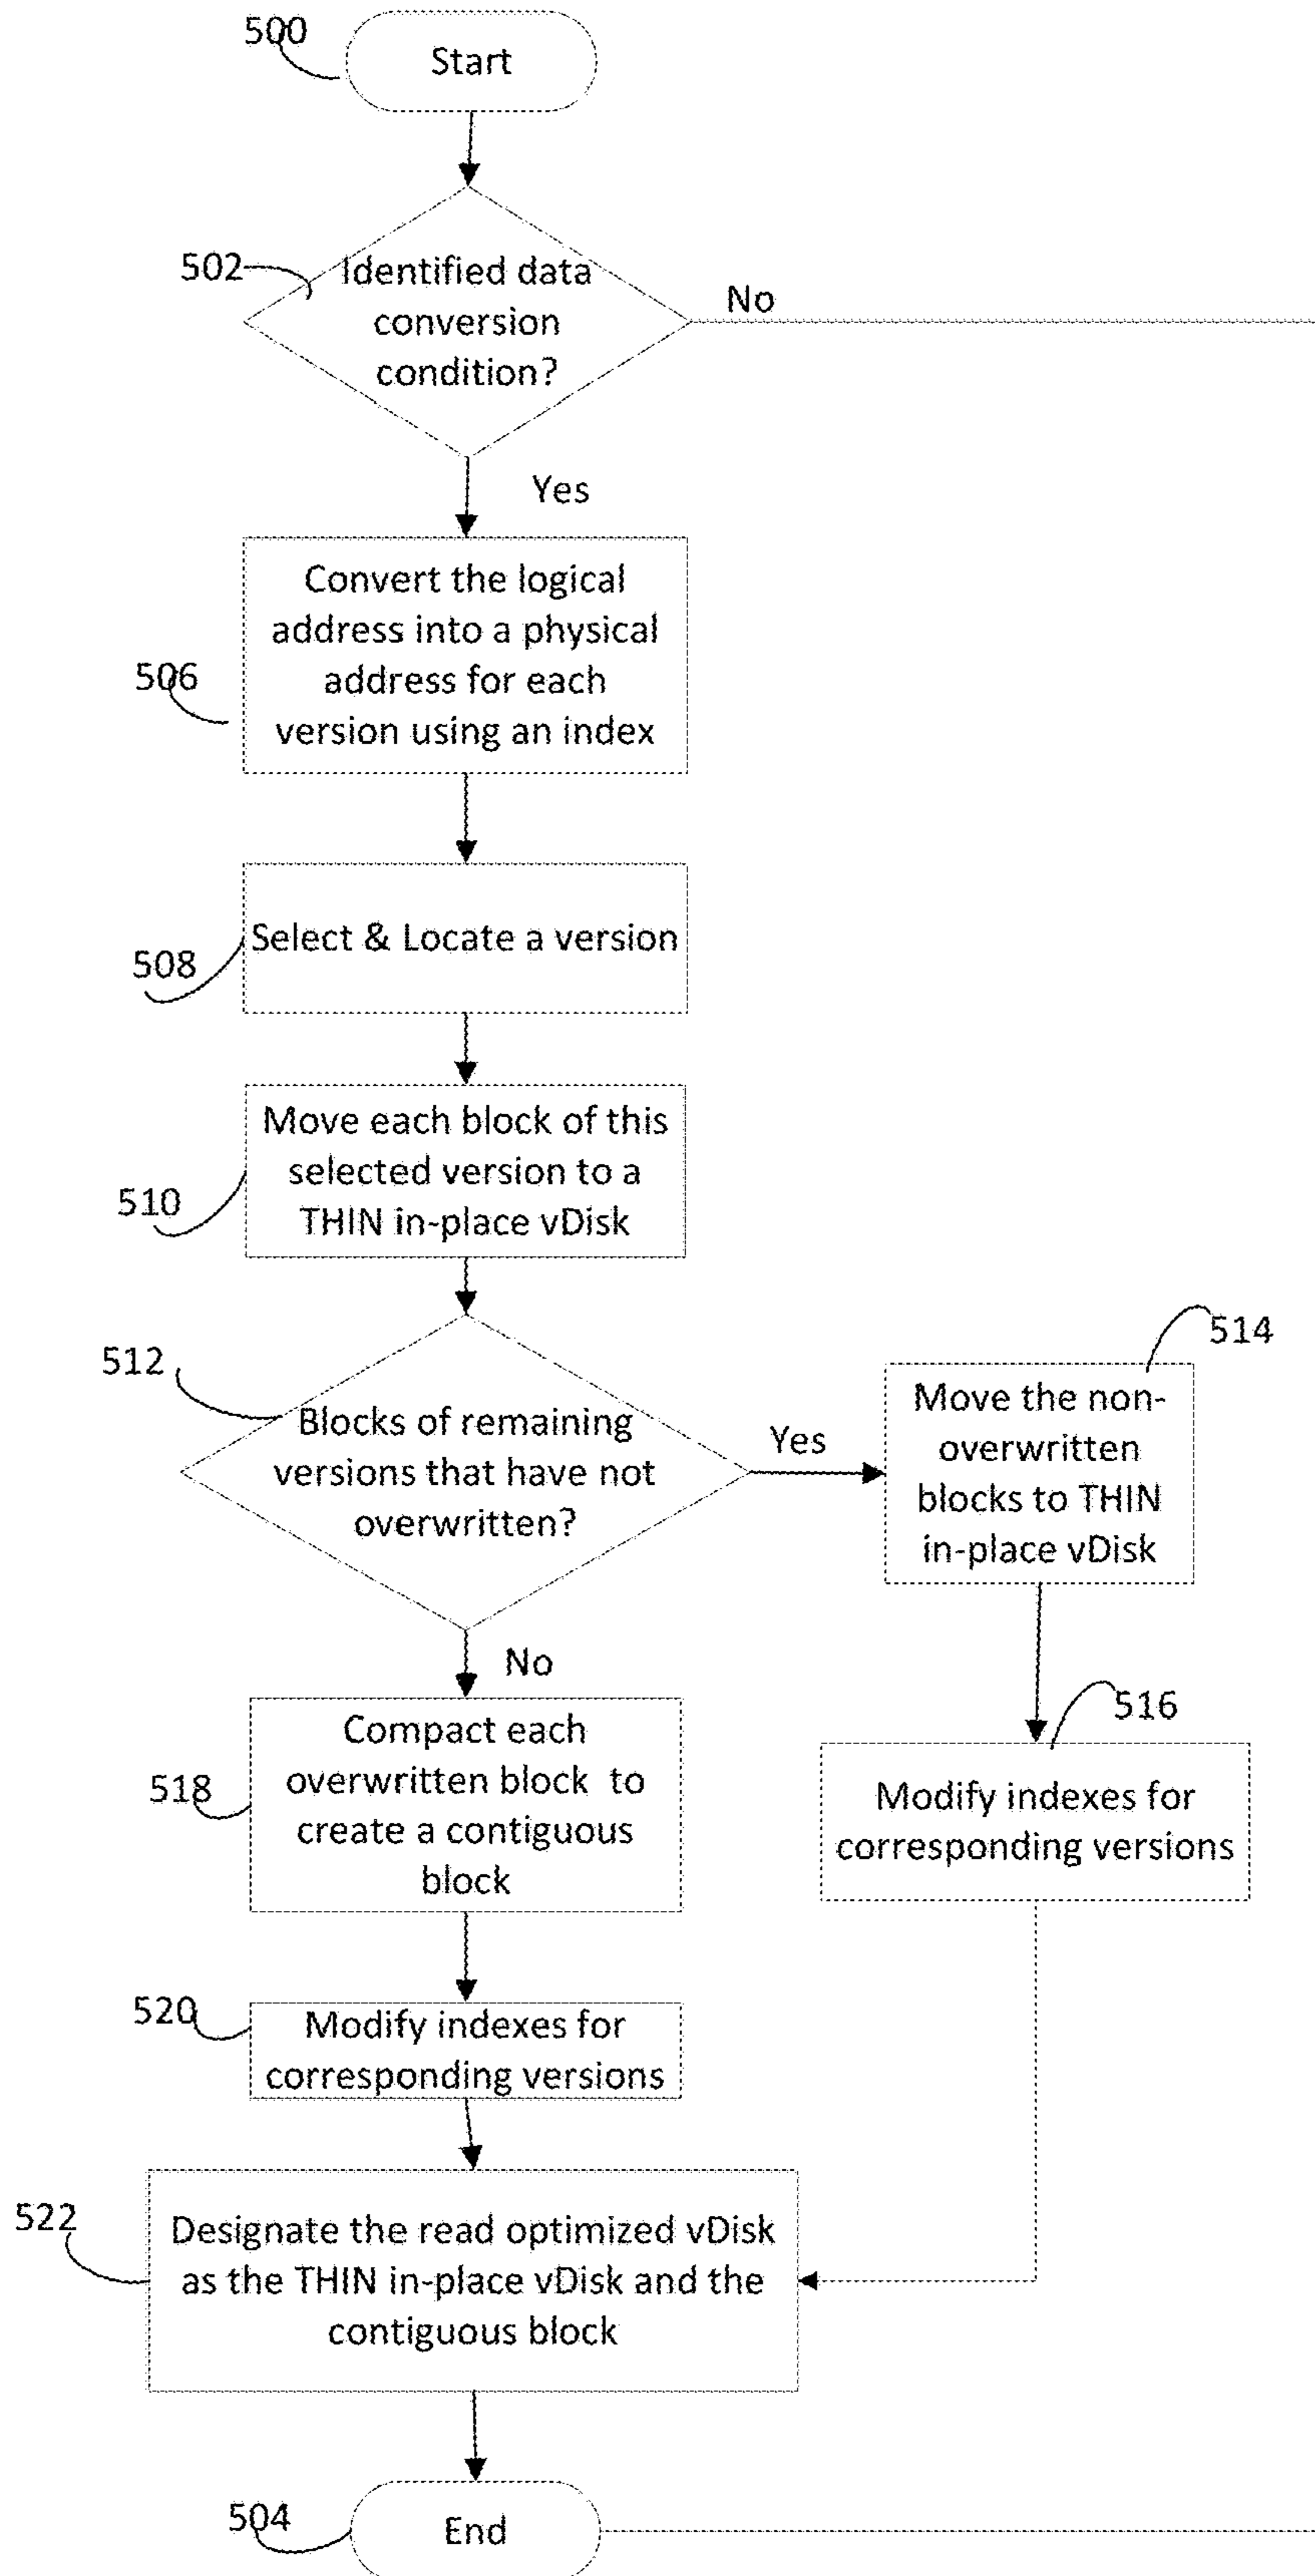 500
Start
502
Identified data
conversion
condition?
No
Yes
506
Convert the logical
address into a physical
address for each
version using an index
508
Select & Locate a version
510
Move each block of this
selected version to a
THIN in-place vDisk
512
Blocks of remaining
versions that have not
overwritten?
Yes
514
Move the non-
overwritten
blocks to THIN
in-place vDisk
No
516
Modify indexes for
corresponding versions
518
Compact each
overwritten block to
create a contiguous
block
520
Modify indexes for
corresponding versions
522
Designate the read optimized vDisk
as the THIN in-place vDisk and the
contiguous block
504
End